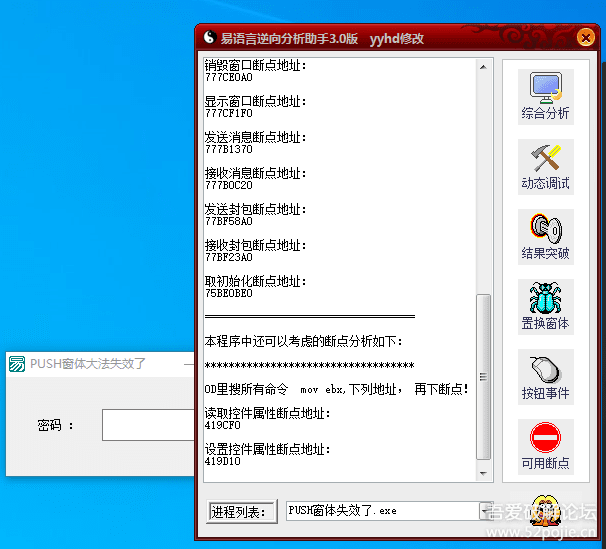 易语言逆向分析助手3.0版 yyhd修改
销毁窗口断点地址:
777CE0A0
显示窗口断点地址:
777CF1F0
发送消息断点地址:
777B1370
接收消息断点地址:
777B0C20
发送封包断点地址:
77BF58A0
接收封包断点地址:
77BF23A0
取初始化断点地址:
75BE0BE0
本程序中还可以考虑的断点分析如下:
***********************************
OD里搜所有命令 mov ebx,下列地址, 再下断点!
读取控件属性断点地址:
419CF0
设置控件属性断点地址:
419D10
综合分析
动态调试
结果突破
置换窗体
按钮事件
可用断点
进程列表:
PUSH窗体失效了.exe
易
PUSH窗体大法失效了
密码 :
吾爱破解论坛
www.52pojie.cn